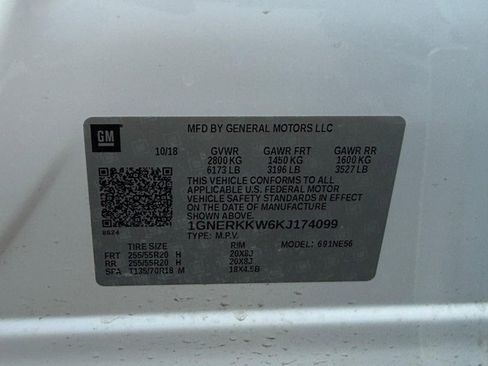 GM
MFD BY GENERAL MOTORS LLC
10/18 GVWR GAWR FRT GAWR RR
2800 KG 1450 KG 1600 KG
6173 LB 3196 LB 3527 LB
THIS VEHICLE CONFORMS TO ALL
APPLICABLE U.S. FEDERAL MOTOR
VEHICLE SAFETY STANDARDS IN EFFECT
ON THE DATE OF MANUFACTURE
SHOWN ABOVE.
1GNERKKW6KJ174099
8624 TYPE: M.P.V. MODEL: 691NE56
TIRE SIZE RIM
FRT 255/55R20 H 20X8J
RR 255/55R20 H 20X8J
SPA T135/70R18 M 18X4.5B